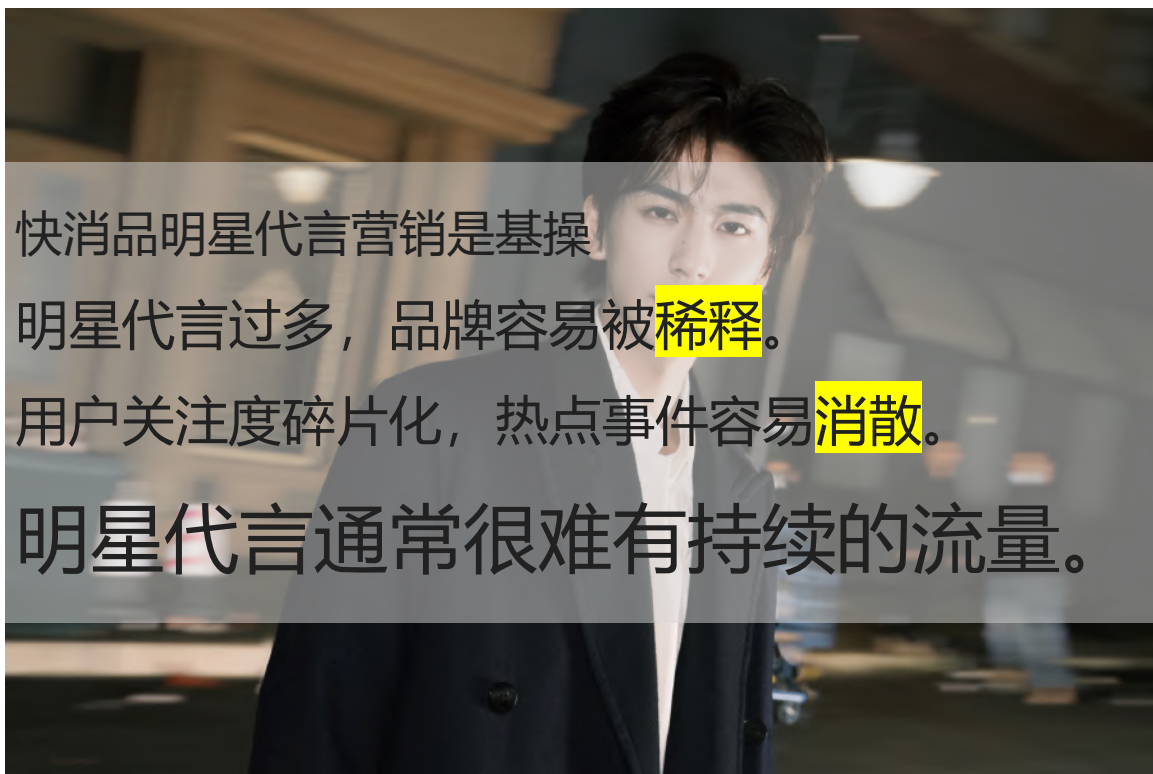 快消品明星代言营销是基操
明星代言过多，品牌容易被稀释。
用户关注度碎片化，热点事件容易消散。
明星代言通常很难有持续的流量。